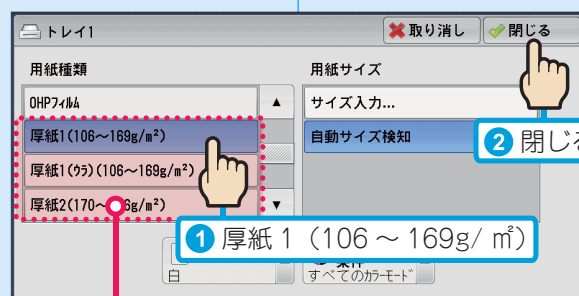 トレイ1
取り消し
閉じる
用紙種類
用紙サイズ
OHPフィルム
サイズ入力...
厚紙1(106～169g/m²)
自動サイズ検知
2 閉じ
厚紙1(ウラ)(106～169g/m²)
厚紙2(170～
g/m²)
1 厚紙 1 (106 ～ 169g/ ㎡)
白
すべてのカラーモード